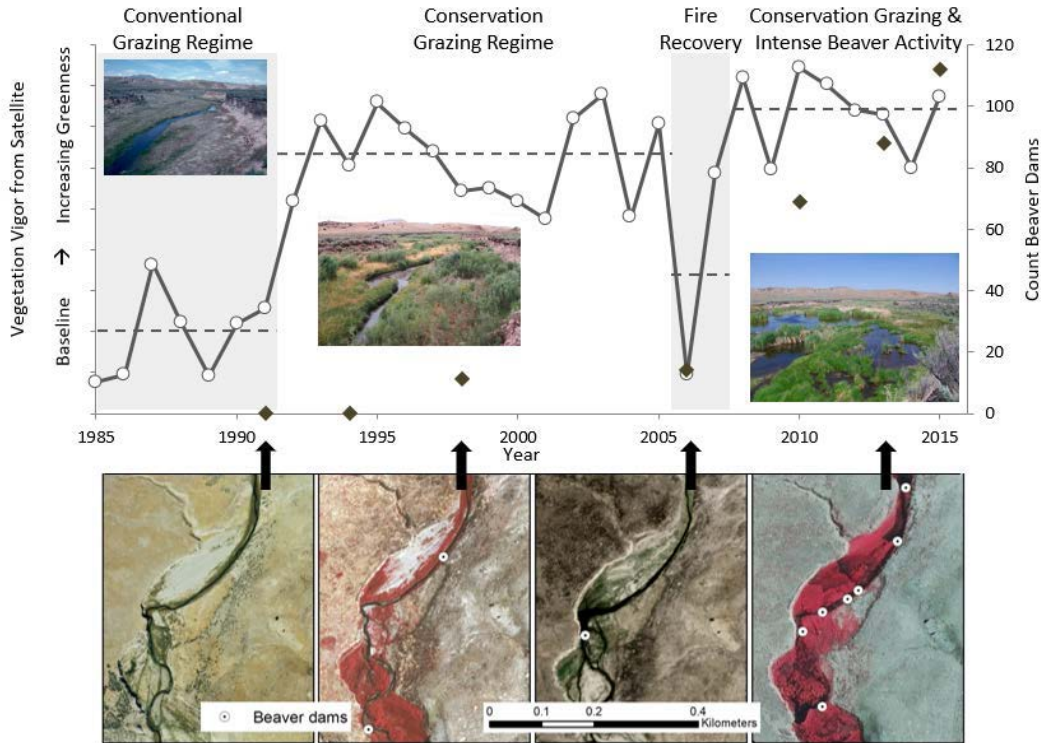 Conventional
Grazing Regime
Conservation
Grazing Regime
Fire
Recovery
Conservation Grazing &
Intense Beaver Activity
Vegetation Vigor from Satellite
Baseline → Increasing Greenness
120
100
80
60
40
20
0
Count Beaver Dams
1985 1990 1995 2000 2005 2010 2015
Year
Beaver dams
0 0.1 0.2 0.4
Kilometers